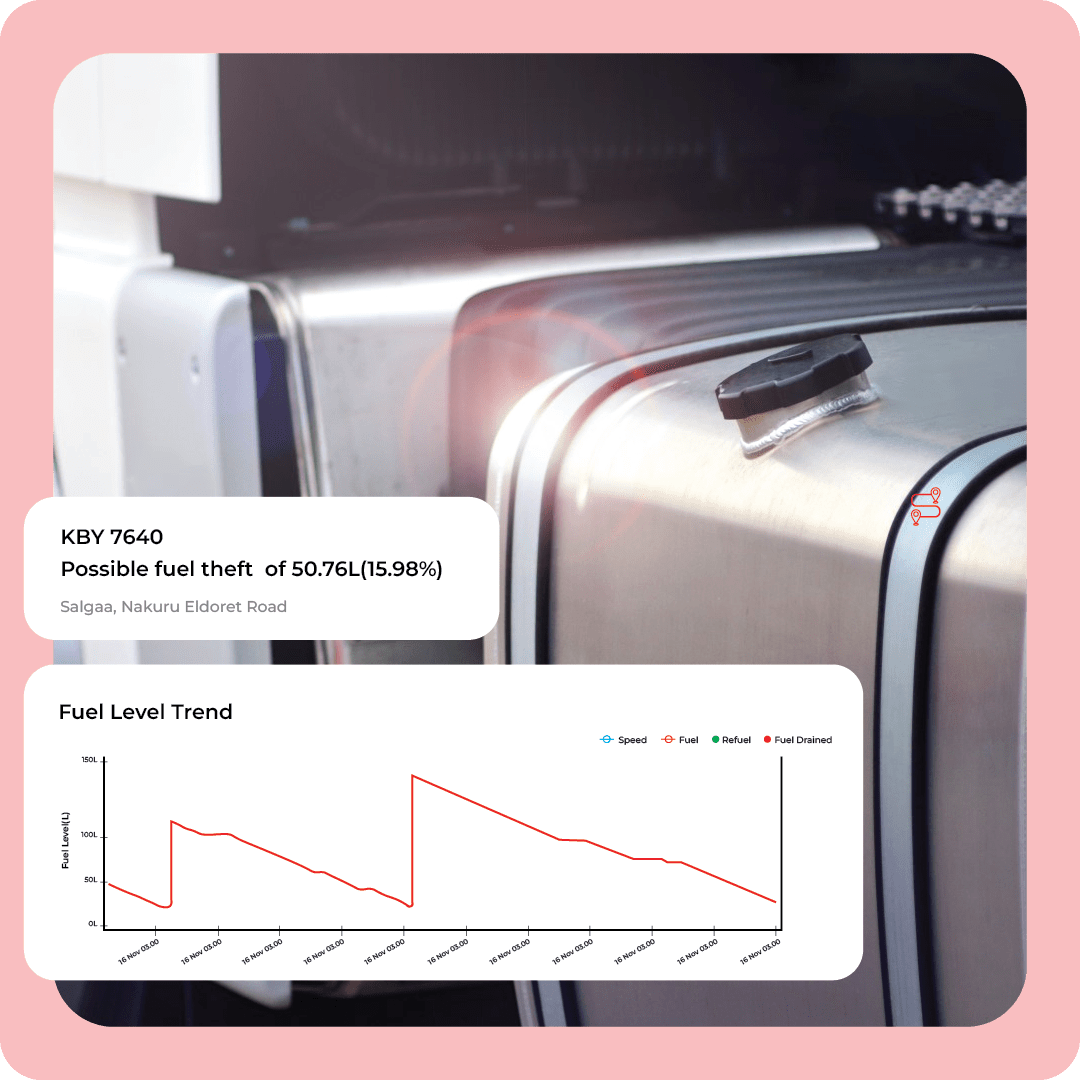 KBY 7640
Possible fuel theft  of 50.76L(15.98%)
Salgaa, Nakuru Eldoret Road
Fuel Level Trend
Speed Fuel Refuel Fuel Drained
Fuel Level(L)
150L
100L
50L
0L
16 Nov 03.00 16 Nov 03.00 16 Nov 03.00 16 Nov 03.00 16 Nov 03.00 16 Nov 03.00 16 Nov 03.00 16 Nov 03.00 16 Nov 03.00 16 Nov 03.00 16 Nov 03.00